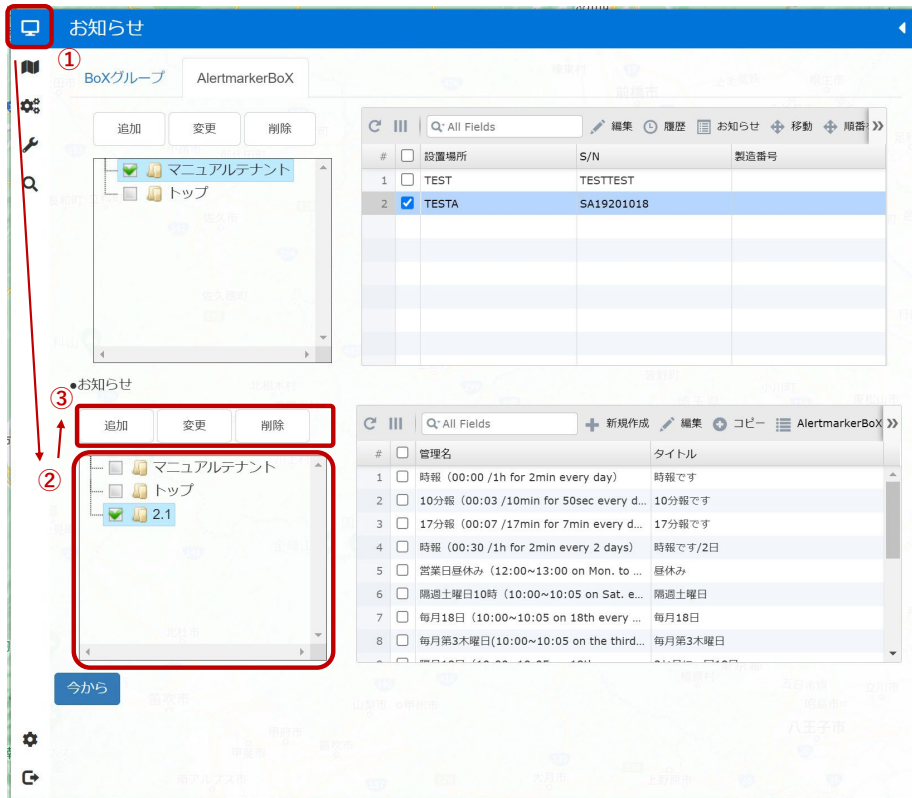 お知らせ
①
BoXグループ AlertmarkerBoX
追加 変更 削除
All Fields 編集 履歴 お知らせ 移動 順番
# 設置場所 S/N 製造番号
マニュアルテナント
1 TEST TESTTEST
トップ
2 TESTA SA19201018
●お知らせ
③
追加 変更 削除
All Fields 新規作成 編集 コピー AlertmarkerBoX
# 管理名 タイトル
②
マニュアルテナント
トップ
2.1
1 時報（00:00 /1h for 2min every day） 時報です
2 10分報（00:03 /10min for 50sec every d... 10分報です
3 17分報（00:07 /17min for 7min every d... 17分報です
4 時報（00:30 /1h for 2min every 2 days） 時報です/2日
5 営業日昼休み（12:00~13:00 on Mon. to ... 昼休み
6 隔週土曜日10時（10:00~10:05 on Sat. e... 隔週土曜日
7 毎月18日（10:00~10:05 on 18th every ... 毎月18日
8 毎月第3木曜日(10:00~10:05 on the third... 毎月第3木曜日
今から